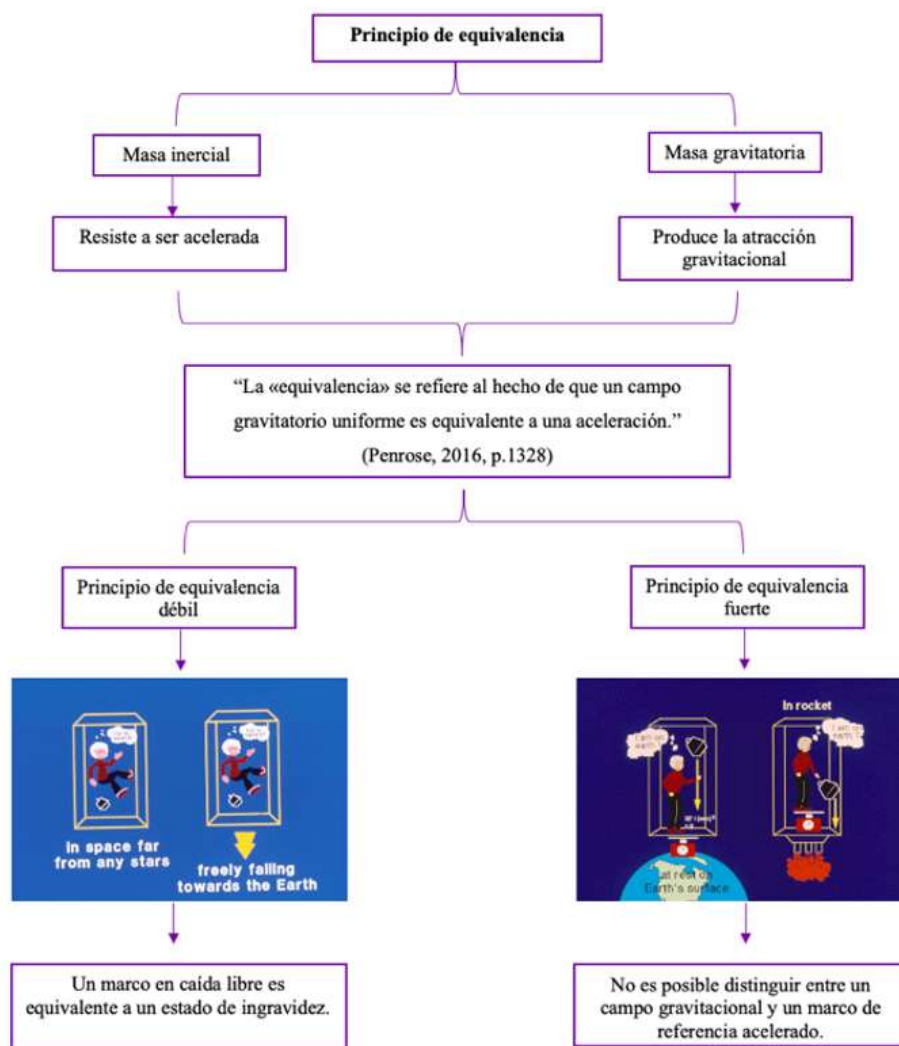 Principio de equivalencia
Masa inercial
Masa gravitatoria
Resiste a ser acelerada
Produce la atracción
gravitacional
“La «equivalencia» se refiere al hecho de que un campo
gravitatorio uniforme es equivalente a una aceleración.”
(Penrose, 2016, p.1328)
Principio de equivalencia
débil
Principio de equivalencia
fuerte
In space far
from any stars
freely falling
towards the Earth
In rocket
I am on
earth
at rest on
Earth's surface
Un marco en caída libre es
equivalente a un estado de ingravidez.
No es posible distinguir entre un
campo gravitacional y un marco de
referencia acelerado.